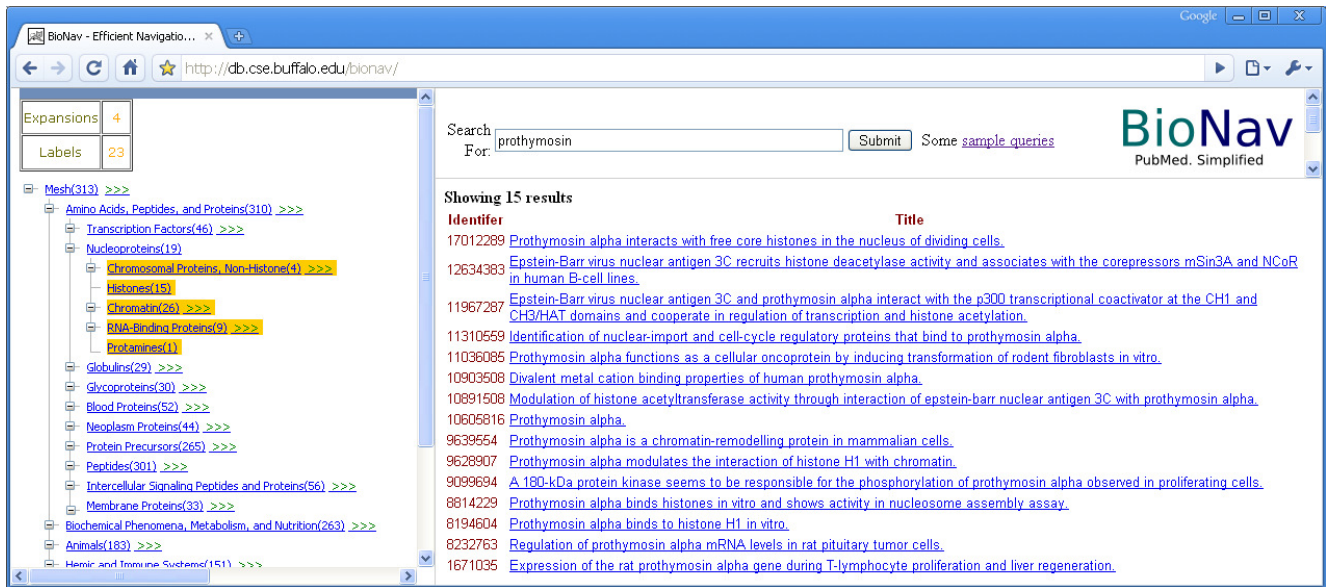 Google
BioNav - Efficient Navigatio...
http://db.cse.buffalo.edu/bionav/
Expansions 4
Labels 23
Mesh(313) >>>
Amino Acids, Peptides, and Proteins(310) >>>
Transcription Factors(46) >>>
Nucleoproteins(19)
Chromosomal Proteins, Non-Histone(4) >>>
Histones(15)
Chromatin(26) >>>
RNA-Binding Proteins(9) >>>
Protamines(1)
Globulins(29) >>>
Glycoproteins(30) >>>
Blood Proteins(52) >>>
Neoplasm Proteins(44) >>>
Protein Precursors(265) >>>
Peptides(301) >>>
Intercellular Signaling Peptides and Proteins(56) >>>
Membrane Proteins(33) >>>
Biochemical Phenomena, Metabolism, and Nutrition(263) >>>
Animals(183) >>>
Hemic and Immune Systems(151) >>>
Search For: prothymosin Submit Some sample queries
BioNav
PubMed. Simplified
Showing 15 results
Identifer Title
17012289 Prothymosin alpha interacts with free core histones in the nucleus of dividing cells.
12634383 Epstein-Barr virus nuclear antigen 3C recruits histone deacetylase activity and associates with the corepressors mSin3A and NCoR
in human B-cell lines.
11967287 Epstein-Barr virus nuclear antigen 3C and prothymosin alpha interact with the p300 transcriptional coactivator at the CH1 and
CH3/HAT domains and cooperate in regulation of transcription and histone acetylation.
11310559 Identification of nuclear-import and cell-cycle regulatory proteins that bind to prothymosin alpha.
11036085 Prothymosin alpha functions as a cellular oncoprotein by inducing transformation of rodent fibroblasts in vitro.
10903508 Divalent metal cation binding properties of human prothymosin alpha.
10891508 Modulation of histone acetyltransferase activity through interaction of epstein-barr nuclear antigen 3C with prothymosin alpha.
10605816 Prothymosin alpha.
9639554 Prothymosin alpha is a chromatin-remodelling protein in mammalian cells.
9628907 Prothymosin alpha modulates the interaction of histone H1 with chromatin.
9099694 A 180-kDa protein kinase seems to be responsible for the phosphorylation of prothymosin alpha observed in proliferating cells.
8814229 Prothymosin alpha binds histones in vitro and shows activity in nucleosome assembly assay.
8194604 Prothymosin alpha binds to histone H1 in vitro.
8232763 Regulation of prothymosin alpha mRNA levels in rat pituitary tumor cells.
1671035 Expression of the rat prothymosin alpha gene during T-lymphocyte proliferation and liver regeneration.